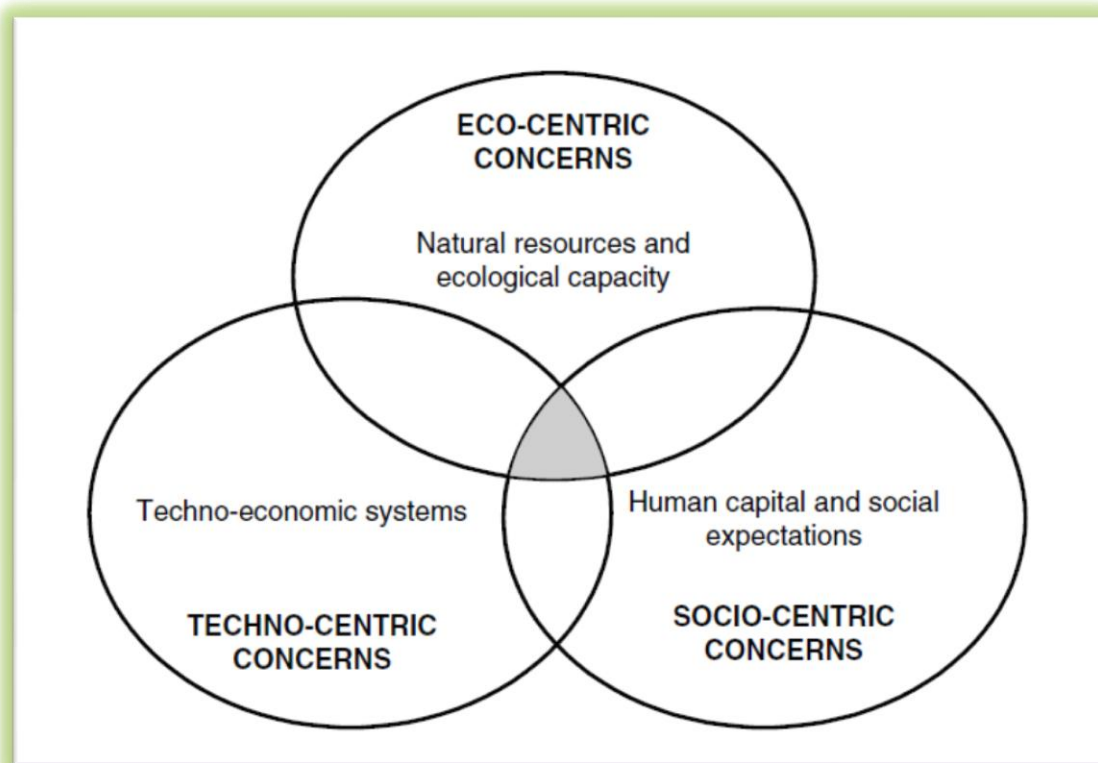 ECO-CENTRIC
CONCERNS
Natural resources and
ecological capacity
Techno-economic systems
Human capital and social
expectations
TECHNO-CENTRIC
CONCERNS
SOCIO-CENTRIC
CONCERNS